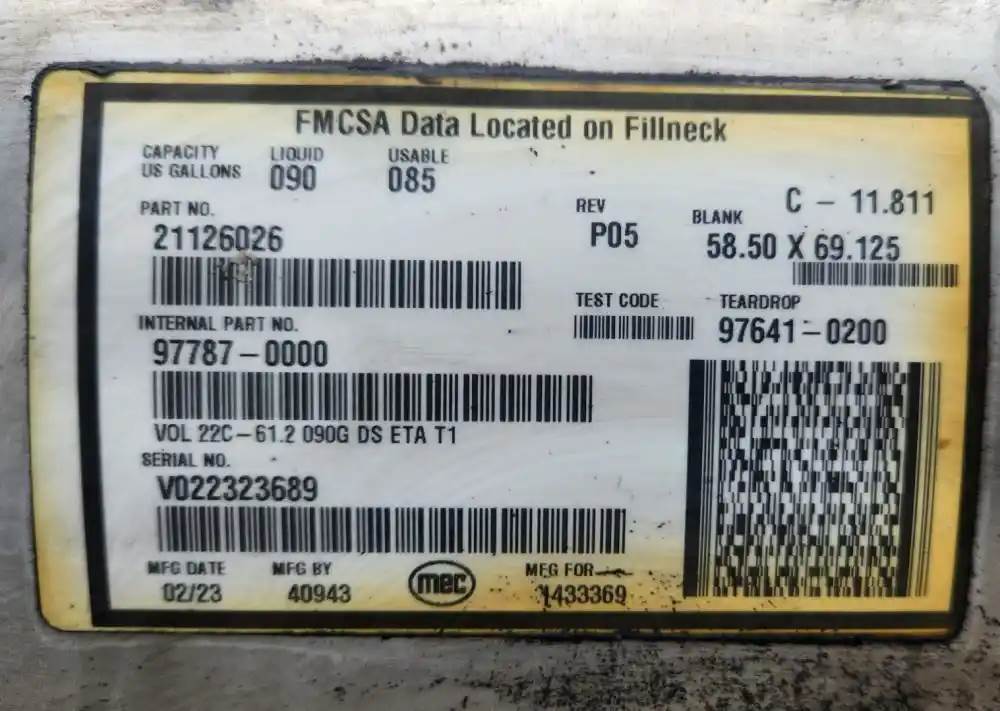 FMCSA Data Located on Fillneck
CAPACITY US GALLONS
LIQUID 090
USABLE 085
PART NO.
21126026
REV
P05
C - 11.811
BLANK
58.50 X 69.125
INTERNAL PART NO.
97787-0000
TEST CODE
TEARDROP
97641-0200
VOL 22C-61.2 090G DS ETA T1
SERIAL NO.
V022323689
MFG DATE
02/23
MFG BY
40943
mec
MFG FOR
1433369